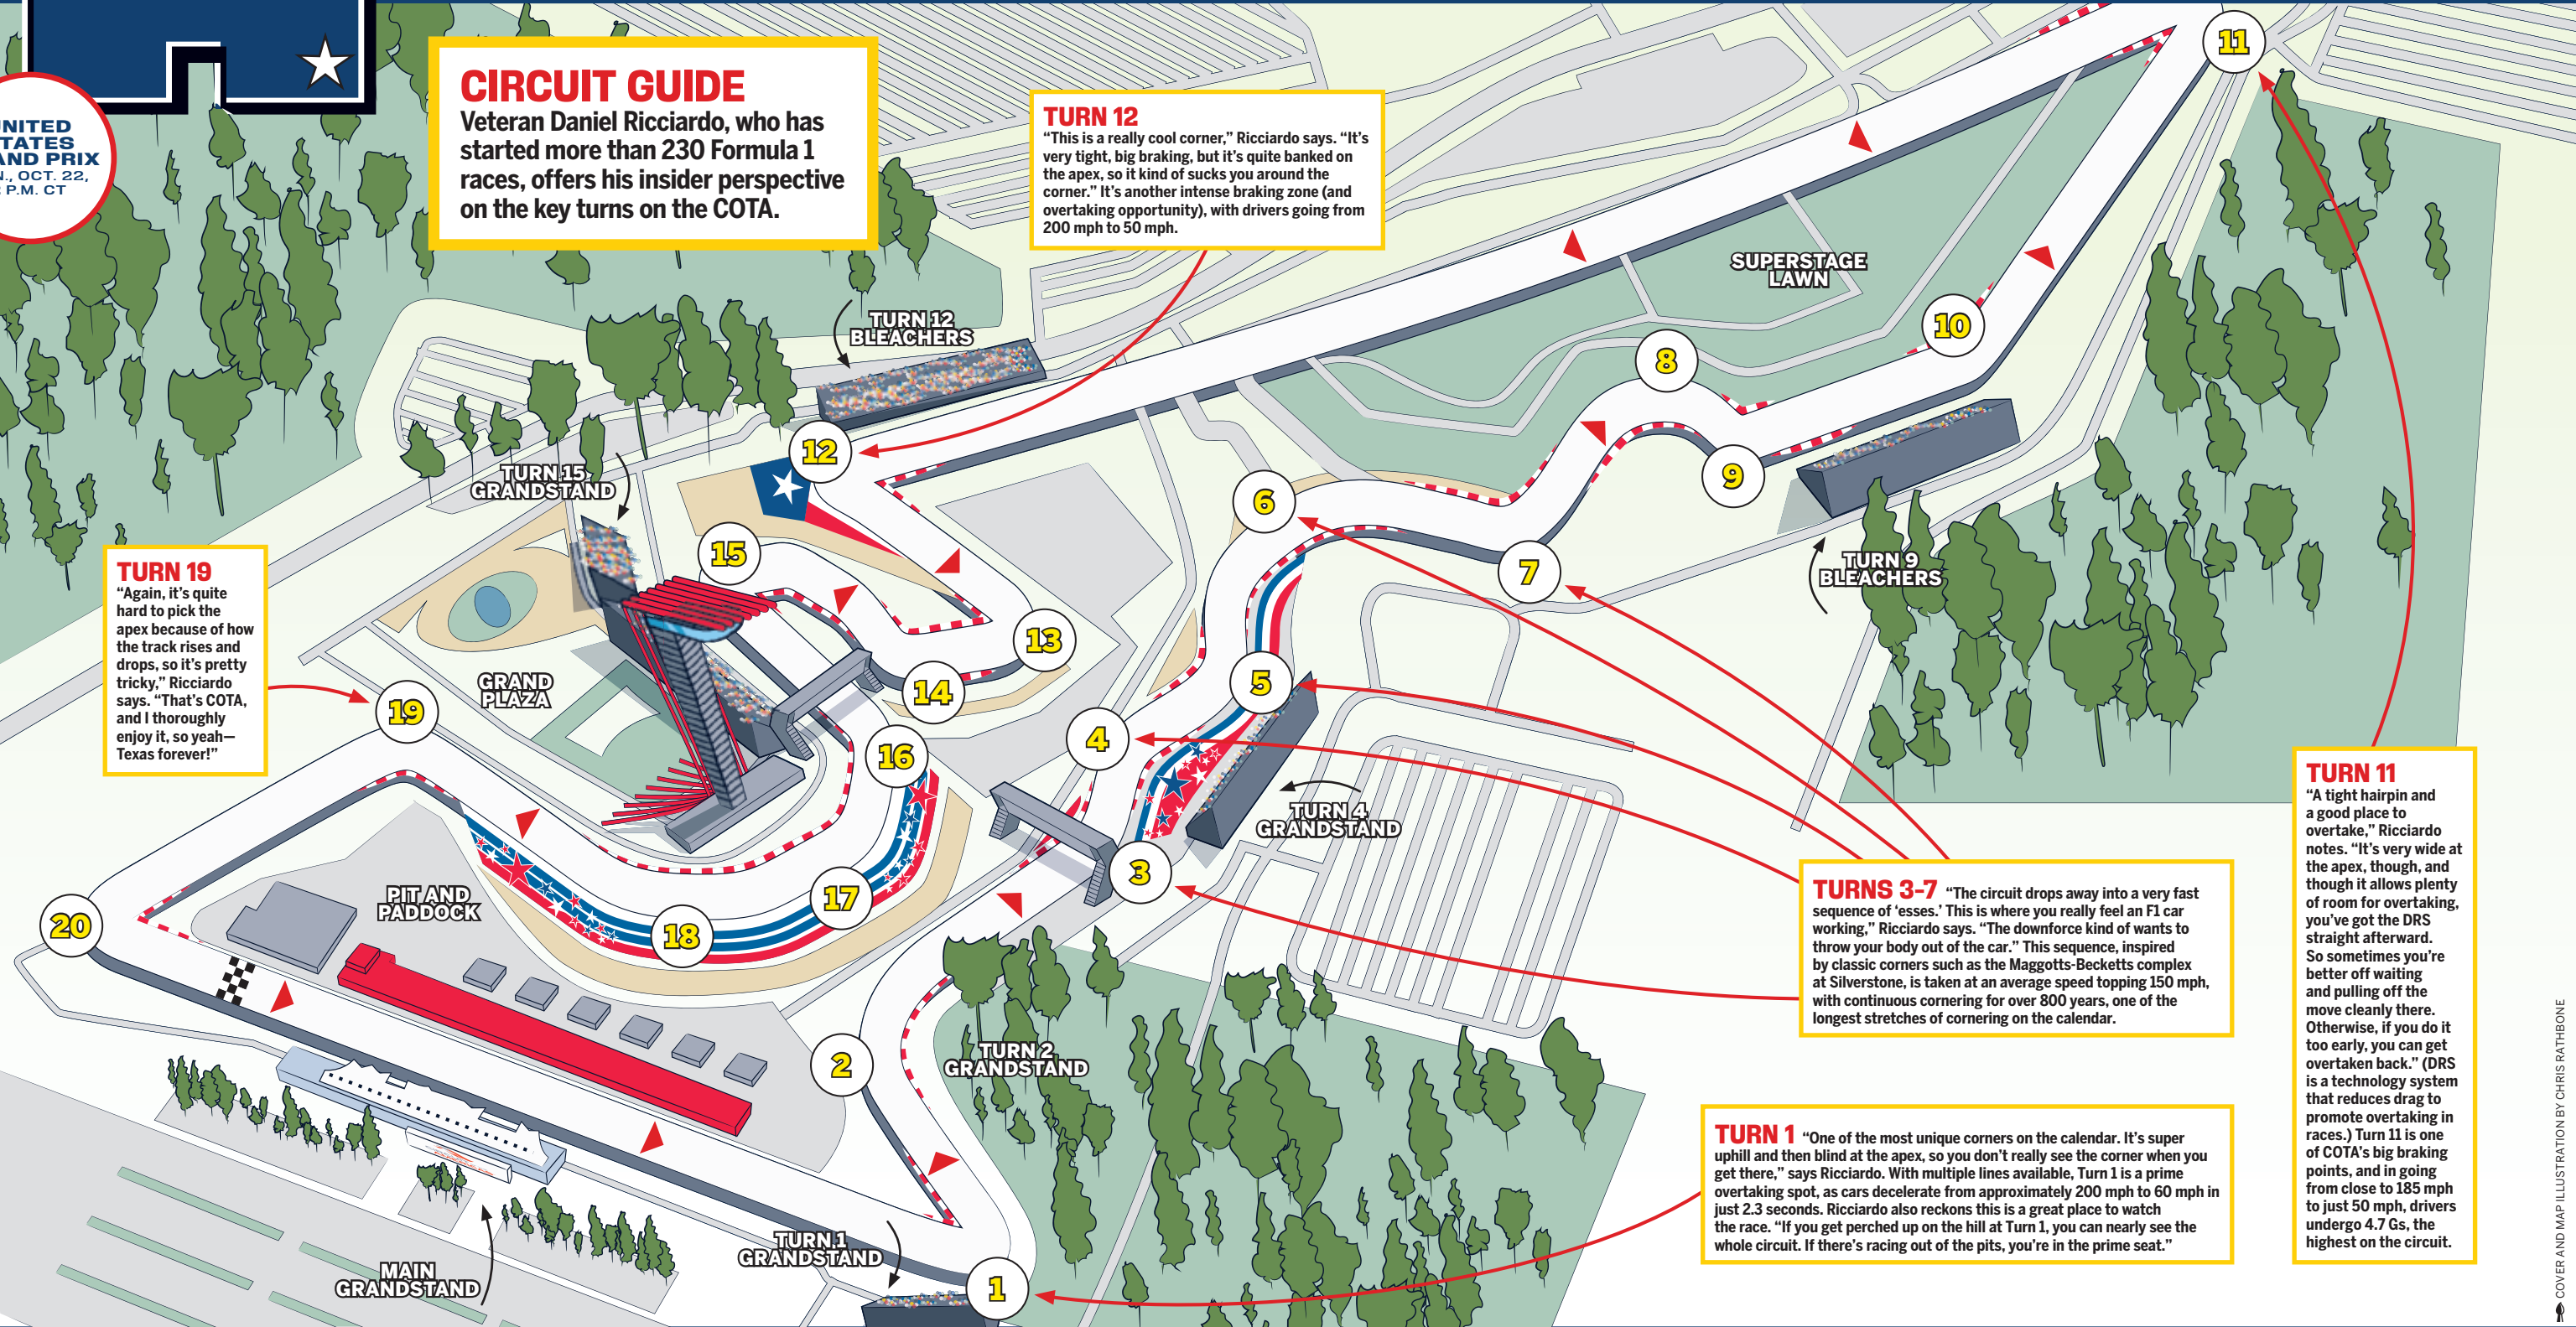 NITED
TATES
AND PRIX
N., OCT. 22,
P.M. CT
CIRCUIT GUIDE
Veteran Daniel Ricciardo, who has
started more than 230 Formula 1
races, offers his insider perspective
on the key turns on the COTA.
TURN 12
“This is a really cool corner,” Ricciardo says. “It’s
very tight, big braking, but it’s quite banked on
the apex, so it kind of sucks you around the
corner.” It’s another intense braking zone (and
overtaking opportunity), with drivers going from
200 mph to 50 mph.
11
SUPERSTAGE
LAWN
10
TURN 12
BLEACHERS
8
12
9
TURN 15
GRANDSTAND
6
15
7
TURN 9
BLEACHERS
TURN 19
“Again, it’s quite
hard to pick the
apex because of how
the track rises and
drops, so it’s pretty
tricky,” Ricciardo
says. “That’s COTA,
and I thoroughly
enjoy it, so yeah—
Texas forever!”
13
GRAND
PLAZA
14
5
19
4
16
TURN 4
GRANDSTAND
3
PIT AND
PADDOCK
17
20
18
TURNS 3-7 “The circuit drops away into a very fast
sequence of ‘esses.’ This is where you really feel an F1 car
working,” Ricciardo says. “The downforce kind of wants to
throw your body out of the car.” This sequence, inspired
by classic corners such as the Maggotts-Becketts complex
at Silverstone, is taken at an average speed topping 150 mph,
with continuous cornering for over 800 years, one of the
longest stretches of cornering on the calendar.
TURN 11
“A tight hairpin and
a good place to
overtake,” Ricciardo
notes. “It’s very wide at
the apex, though, and
though it allows plenty
of room for overtaking,
you’ve got the DRS
straight afterward.
So sometimes you’re
better off waiting
and pulling off the
move cleanly there.
Otherwise, if you do it
too early, you can get
overtaken back.” (DRS
is a technology system
that reduces drag to
promote overtaking in
races.) Turn 11 is one
of COTA’s big braking
points, and in going
from close to 185 mph
to just 50 mph, drivers
undergo 4.7 Gs, the
highest on the circuit.
2
TURN 2
GRANDSTAND
TURN 1 “One of the most unique corners on the calendar. It’s super
uphill and then blind at the apex, so you don’t really see the corner when you
get there,” says Ricciardo. With multiple lines available, Turn 1 is a prime
overtaking spot, as cars decelerate from approximately 200 mph to 60 mph in
just 2.3 seconds. Ricciardo also reckons this is a great place to watch
the race. “If you get perched up on the hill at Turn 1, you can nearly see the
whole circuit. If there’s racing out of the pits, you’re in the prime seat.”
TURN 1
GRANDSTAND
MAIN
GRANDSTAND
1
COVER AND MAP ILLUSTRATION BY CHRIS RATHBONE